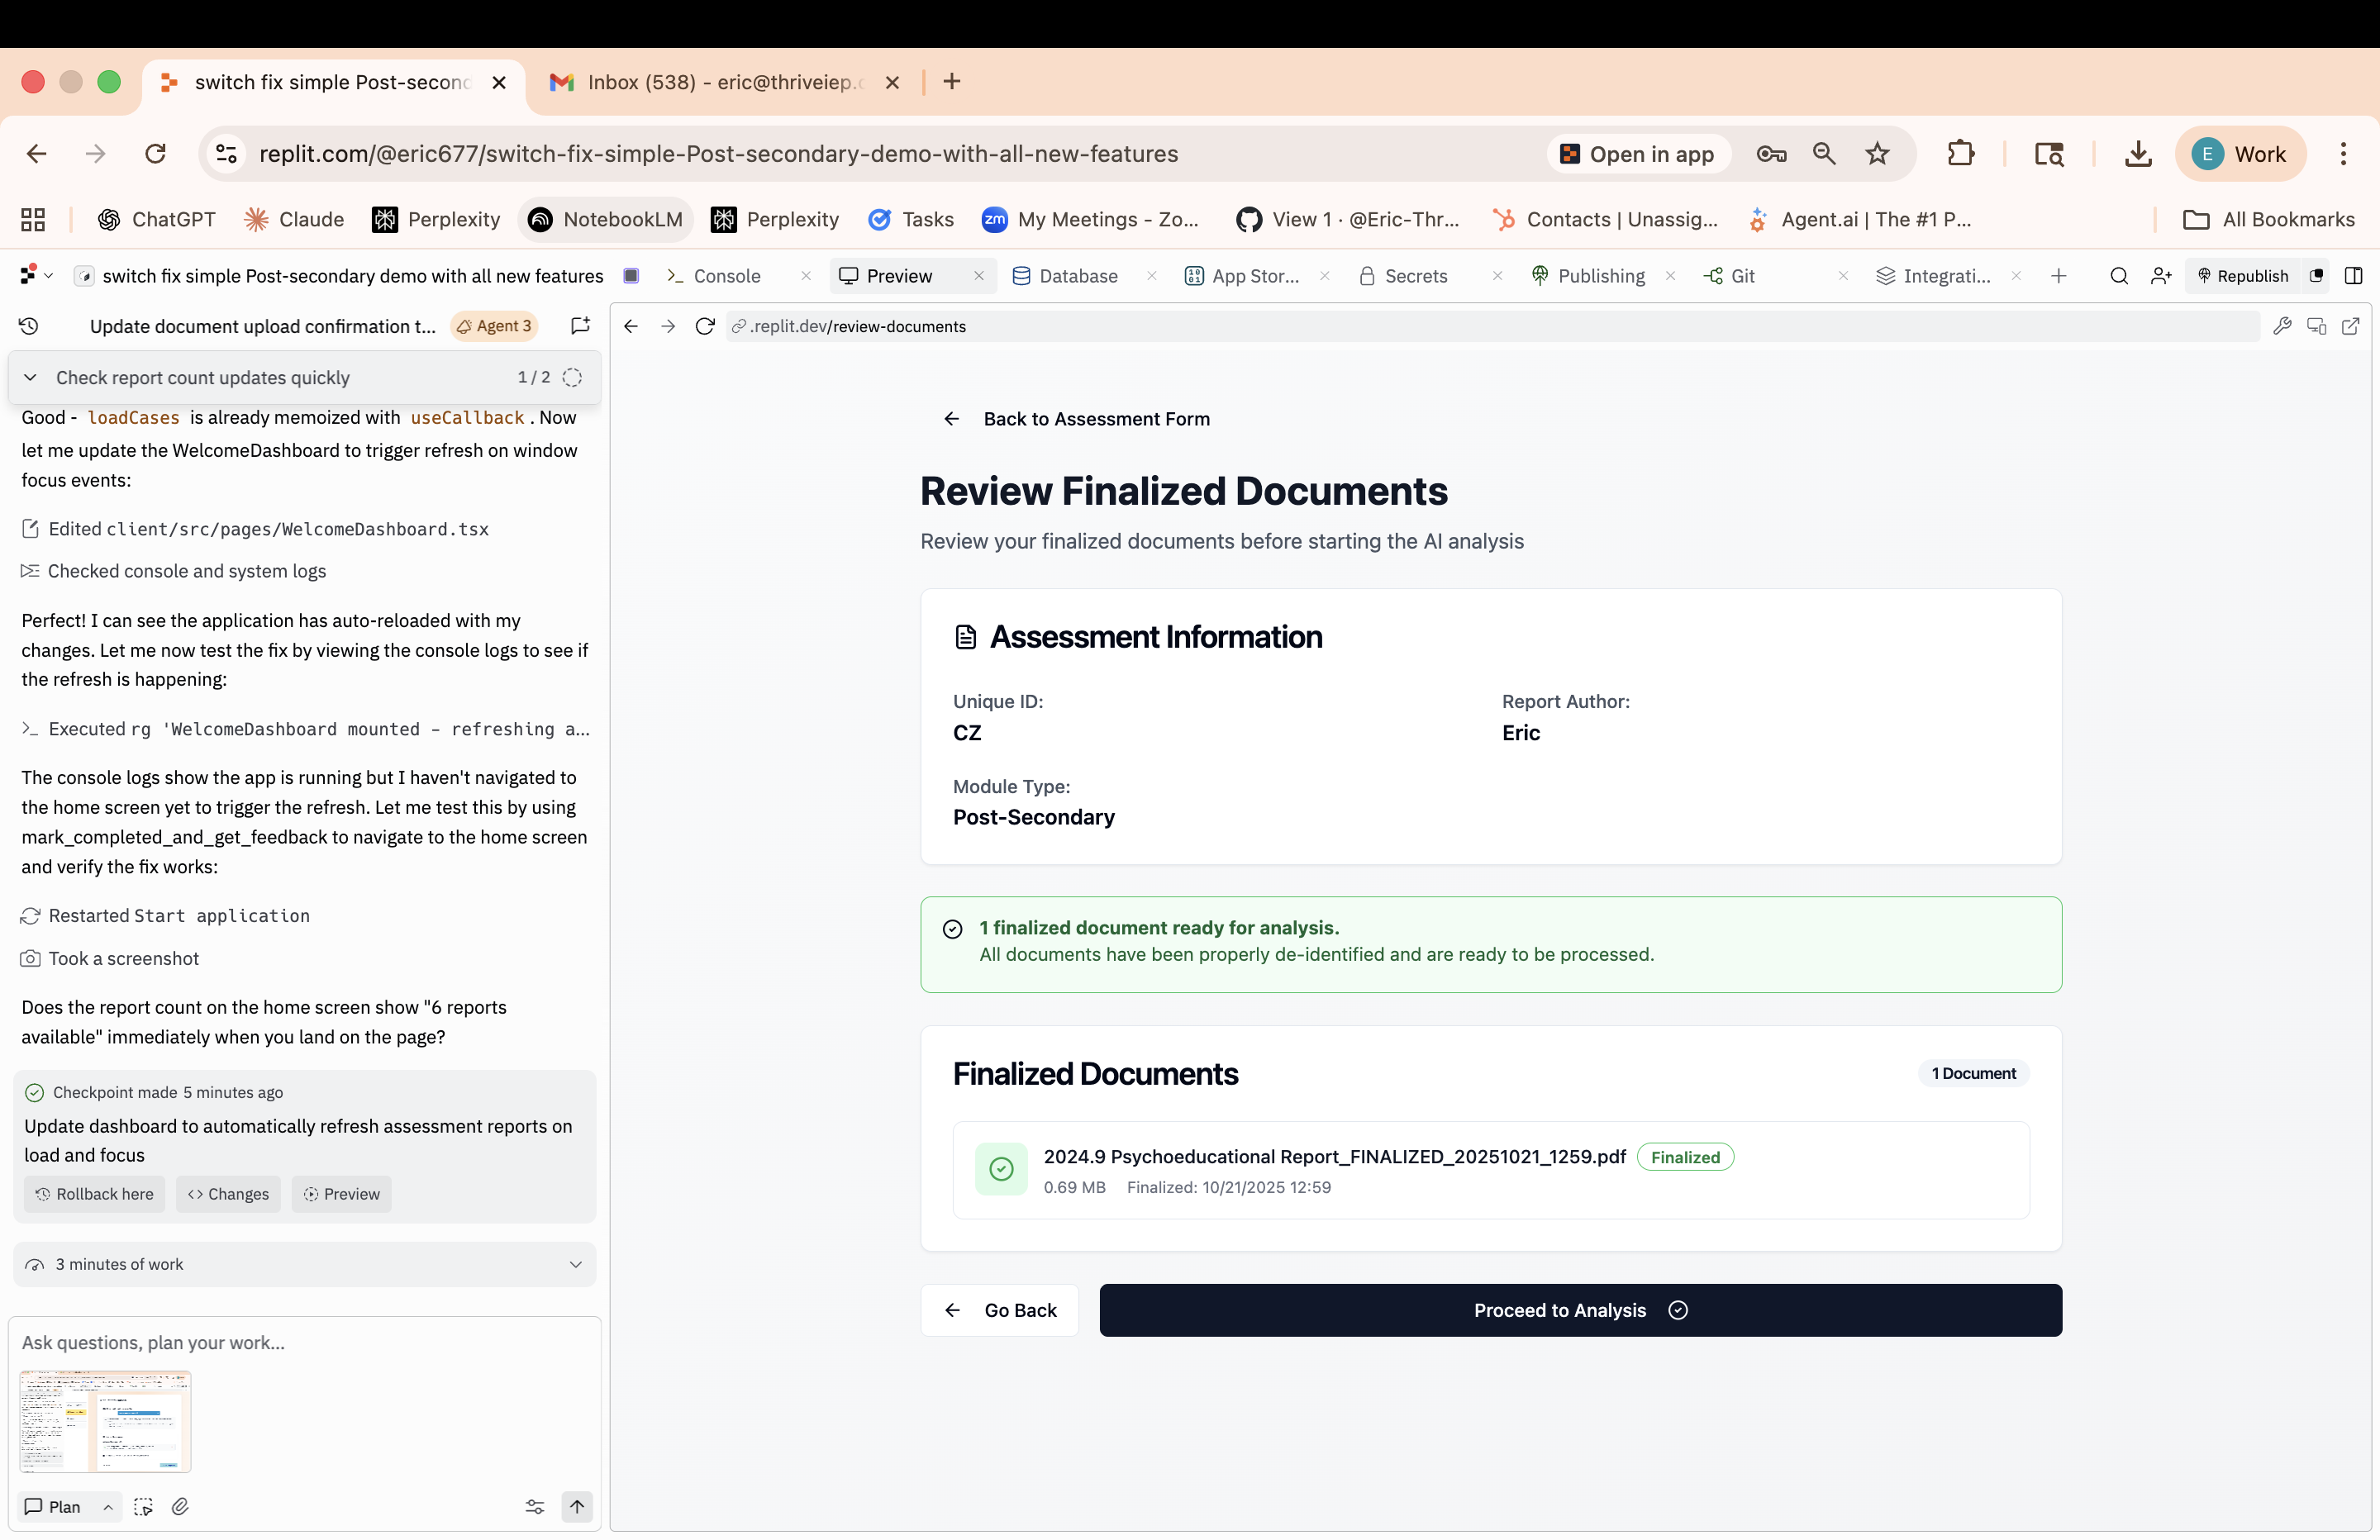 switch fix simple Post-second
Inbox (538) - eric@thriveiep.c
replit.com/@eric677/switch-fix-simple-Post-secondary-demo-with-all-new-features
Open in app
E
Work
ChatGPT
Claude
Perplexity
NotebookLM
Perplexity
Tasks
zm
My Meetings - Zo...
View 1 · @Eric-Thr...
Contacts | Unassig...
Agent.ai | The #1 P...
All Bookmarks
switch fix simple Post-secondary demo with all new features
Console
Preview
Database
App Stor...
Secrets
Publishing
Git
Integrati...
Republish
Update document upload confirmation t...
Agent 3
Check report count updates quickly
1 / 2
Good - loadCases is already memoized with useCallback. Now
let me update the WelcomeDashboard to trigger refresh on window
focus events:
Edited client/src/pages/WelcomeDashboard.tsx
Checked console and system logs
Perfect! I can see the application has auto-reloaded with my
changes. Let me now test the fix by viewing the console logs to see if
the refresh is happening:
Executed rg 'WelcomeDashboard mounted - refreshing a...
The console logs show the app is running but I haven't navigated to
the home screen yet to trigger the refresh. Let me test this by using
mark_completed_and_get_feedback to navigate to the home screen
and verify the fix works:
Restarted Start application
Took a screenshot
Does the report count on the home screen show "6 reports
available" immediately when you land on the page?
Checkpoint made 5 minutes ago
Update dashboard to automatically refresh assessment reports on
load and focus
Rollback here
Changes
Preview
3 minutes of work
Ask questions, plan your work...
Plan
.replit.dev/review-documents
Back to Assessment Form
Review Finalized Documents
Review your finalized documents before starting the AI analysis
Assessment Information
Unique ID:
CZ
Report Author:
Eric
Module Type:
Post-Secondary
1 finalized document ready for analysis.
All documents have been properly de-identified and are ready to be processed.
Finalized Documents
1 Document
2024.9 Psychoeducational Report_FINALIZED_20251021_1259.pdf
Finalized
0.69 MB
Finalized: 10/21/2025 12:59
Go Back
Proceed to Analysis